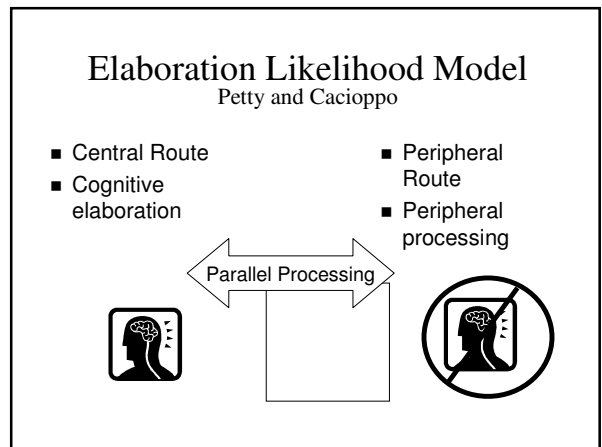 Elaboration Likelihood Model
Petty and Cacioppo
■ Central Route
■ Cognitive
elaboration
■ Peripheral
Route
■ Peripheral
processing
Parallel Processing